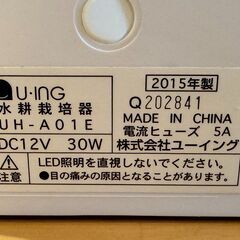 U-ING
水耕栽培器
UH-A01E
DC12V 30W
2015年製
Q202841
MADE IN CHINA
電流ヒューズ 5A
株式会社ユーイング
LED照明を直視しないでください。
●目の痛みの原因となることがあります。